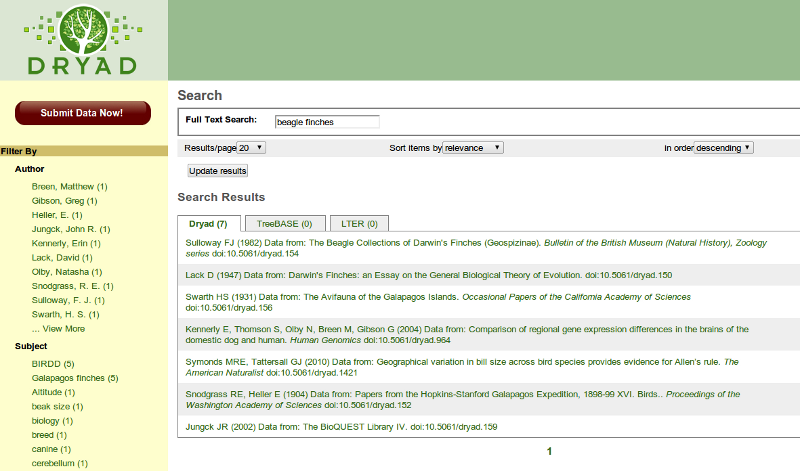 DRYAD
Submit Data Now!
Filter By
Author
Breen, Matthew (1)
Gibson, Greg (1)
Heller, E. (1)
Jungck, John R. (1)
Kennerly, Erin (1)
Lack, David (1)
Olby, Natasha (1)
Snodgrass, R. E. (1)
Sulloway, F. J. (1)
Swarth, H. S. (1)
... View More
Subject
BIRDD (5)
Galapagos finches (5)
Altitude (1)
beak size (1)
biology (1)
breed (1)
canine (1)
cerebellum (1)
Search
Full Text Search: beagle finches
Results/page 20 Sort items by relevance in order descending
Update results
Search Results
Dryad (7) TreeBASE (0) LTER (0)
Sulloway FJ (1982) Data from: The Beagle Collections of Darwin's Finches (Geospizinae). Bulletin of the British Museum (Natural History), Zoology
series doi:10.5061/dryad.154
Lack D (1947) Data from: Darwin's Finches: an Essay on the General Biological Theory of Evolution. doi:10.5061/dryad.150
Swarth HS (1931) Data from: The Avifauna of the Galapagos Islands. Occasional Papers of the California Academy of Sciences
doi:10.5061/dryad.156
Kennerly E, Thomson S, Olby N, Breen M, Gibson G (2004) Data from: Comparison of regional gene expression differences in the brains of the
domestic dog and human. Human Genomics doi:10.5061/dryad.964
Symonds MRE, Tattersall GJ (2010) Data from: Geographical variation in bill size across bird species provides evidence for Allen's rule. The
American Naturalist doi:10.5061/dryad.1421
Snodgrass RE, Heller E (1904) Data from: Papers from the Hopkins-Stanford Galapagos Expedition, 1898-99 XVI. Birds.. Proceedings of the
Washington Academy of Sciences doi:10.5061/dryad.152
Jungck JR (2002) Data from: The BioQUEST Library IV. doi:10.5061/dryad.159
1